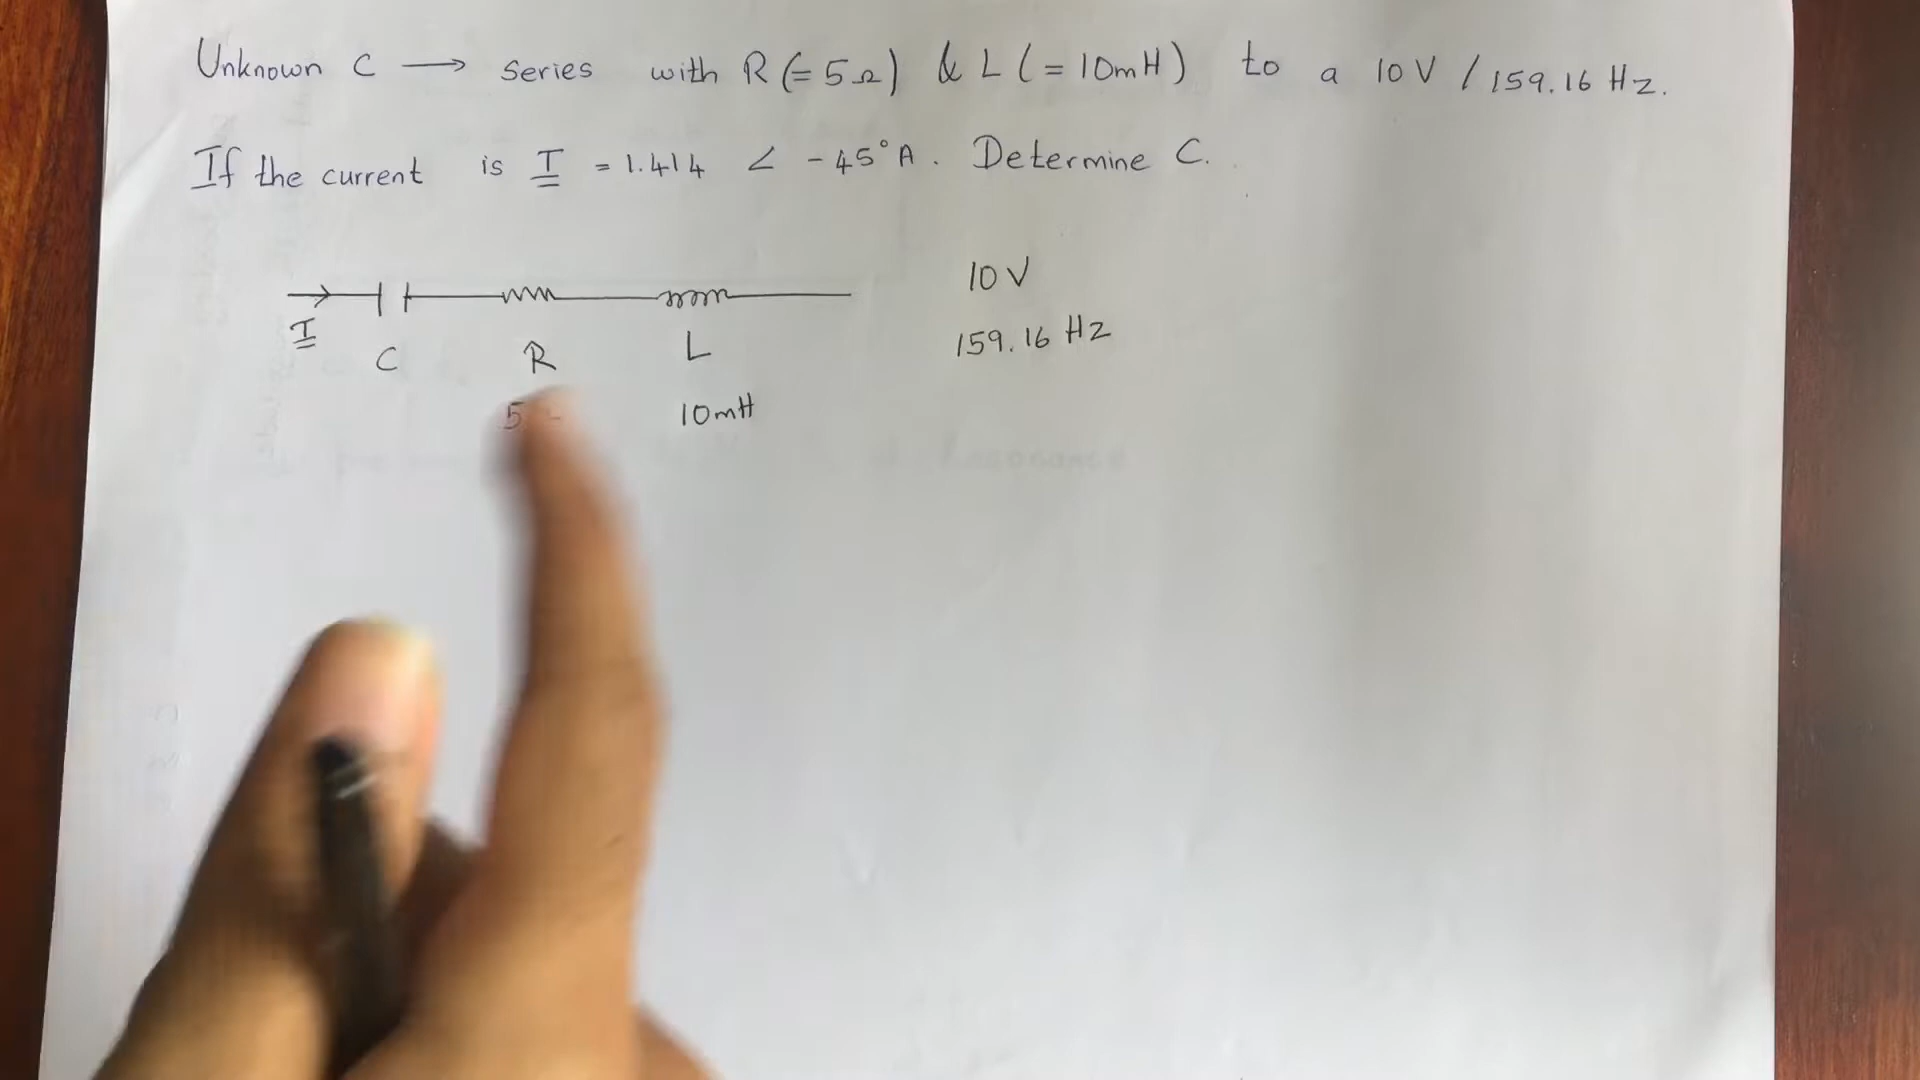 Unknown C → series with R (= 5Ω) & L (= 10mH) to a 10V / 159.16 Hz.
If the current is I = 1.414 ∠ -45° A. Determine C.
I
C
R
L
5
10mH
10V
159.16 Hz